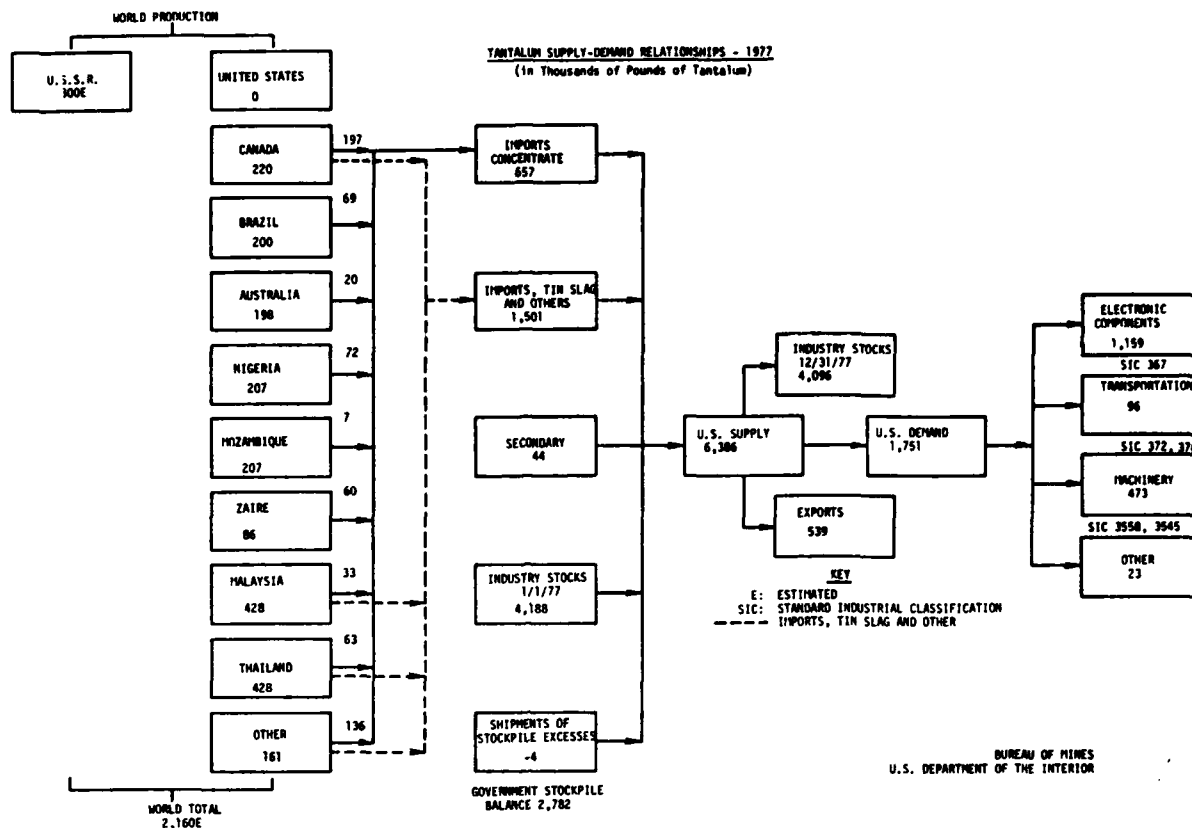 WORLD PRODUCTION
TANTALUM SUPPLY-DEMAND RELATIONSHIPS - 1977
(in Thousands of Pounds of Tantalum)
U.S.S.R.
UNITED STATES
0
CANADA
220
197
BRAZIL
200
69
AUSTRALIA
198
20
NIGERIA
207
72
MOZAMBIQUE
207
7
ZAIRE
86
60
MALAYSIA
428
33
THAILAND
428
63
OTHER
161
136
WORLD TOTAL
2,160E
IMPORTS
CONCENTRATE
657
IMPORTS, TIN SLAG
AND OTHERS
1,501
SECONDARY
44
INDUSTRY STOCKS
1/1/77
4,188
SHIPMENTS OF
STOCKPILE EXCESSES
-4
GOVERNMENT STOCKPILE
BALANCE 2,782
U.S. SUPPLY
6,386
INDUSTRY STOCKS
12/31/77
4,096
EXPORTS
539
U.S. DEMAND
1,751
ELECTRONIC
COMPONENTS
1,159
SIC 367
TRANSPORTATION
96
SIC 372,
MACHINERY
473
SIC 3558, 3545
OTHER
23
KEY
E: ESTIMATED
SIC: STANDARD INDUSTRIAL CLASSIFICATION
IMPORTS, TIN SLAG AND OTHER
BUREAU OF MINES
U.S. DEPARTMENT OF THE INTERIOR